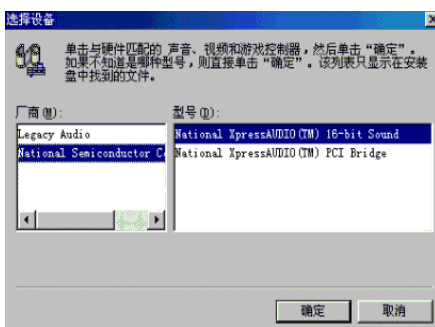 选择设备
单击与硬件匹配的 声音、视频和游戏控制器，然后单击“确定”．
如果不知道是哪种型号，则直接单击“确定”．该列表只显示在安装
盘中找到的文件．
厂商(M):
型号(D):
Legacy Audio
National Semiconductor Co
National XpressAUDIO(TM) 16-bit Sound
National XpressAUDIO(TM) PCI Bridge
确定
取消